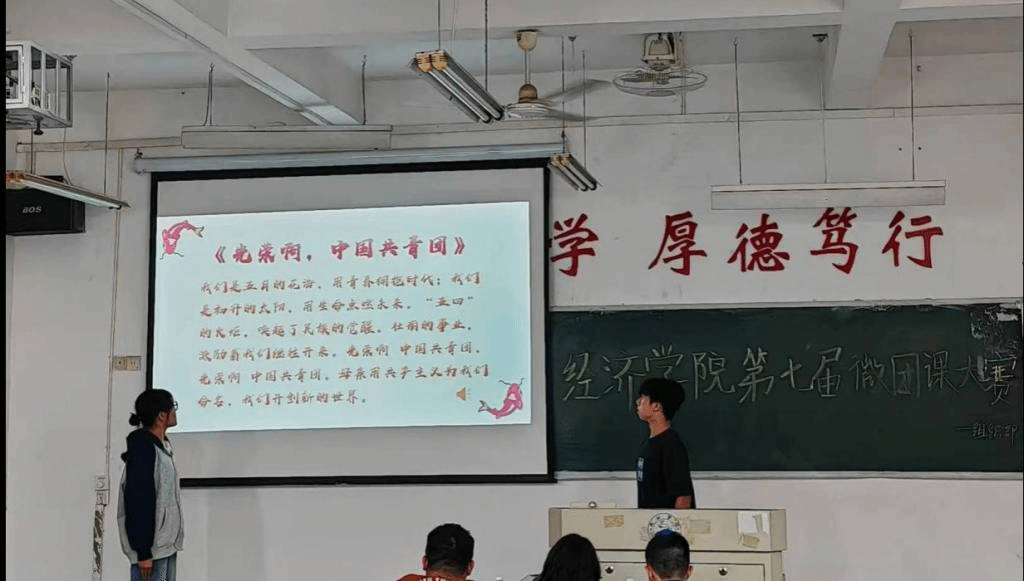 BOS
《光荣啊，中国共青团》
我们是五月的花海，用青春拥抱时代；我们
是初升的太阳，用生命点燃未来。“五四”
的火炬，唤起了民族的觉醒。壮丽的事业，
激励着我们继往开来。光荣啊 中国共青团，
光荣啊 中国共青团，母亲用共产主义为我们
命名，我们开创新的世界。
学 厚德笃行
经济学院第七届微团课大赛
—组织部